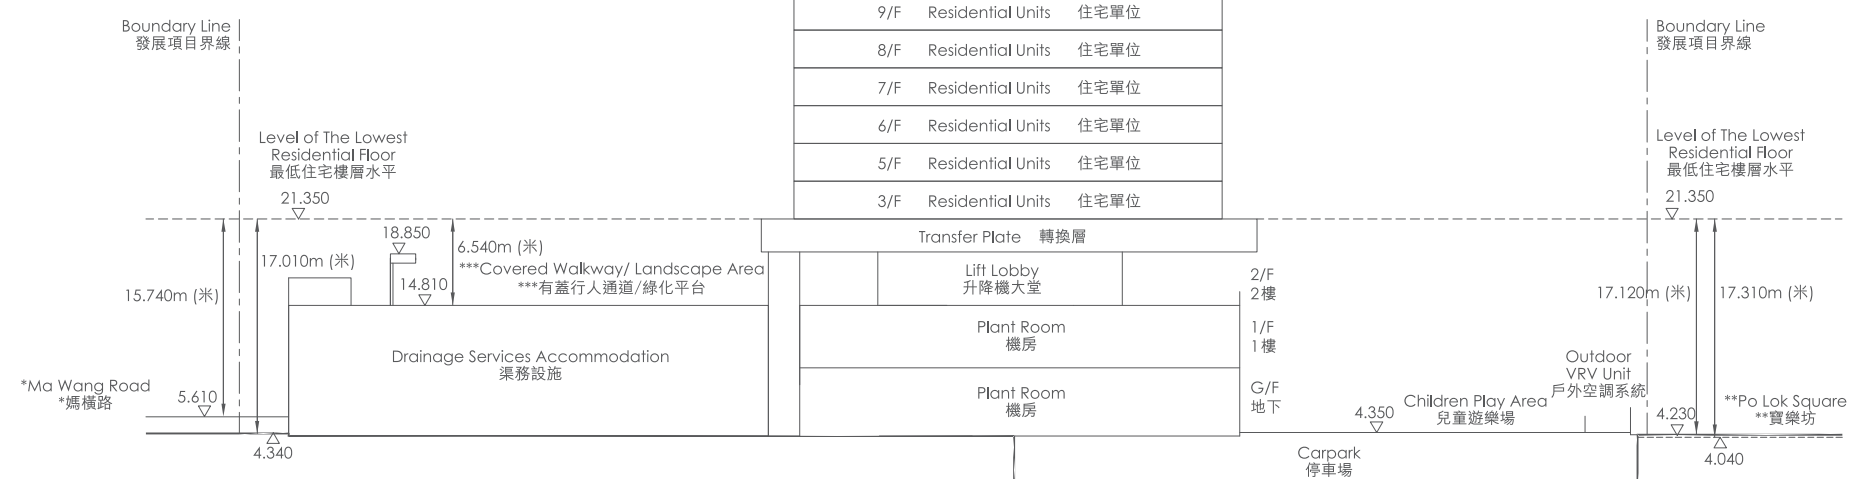 9/F Residential Units 住宅單位
Boundary Line
發展項目界線
Boundary Line
發展項目界線
8/F Residential Units 住宅單位
7/F Residential Units 住宅單位
6/F Residential Units 住宅單位
Level of The Lowest
Residential Floor
最低住宅樓層水平
21.350
Level of The Lowest
Residential Floor
最低住宅樓層水平
21.350
5/F Residential Units 住宅單位
3/F Residential Units 住宅單位
Transfer Plate 轉換層
18.850
6.540m (米)
17.010m (米)
***Covered Walkway/ Landscape Area
***有蓋行人通道/綠化平台
14.810
15.740m (米)
Lift Lobby
升降機大堂
2/F
2樓
17.120m (米)
17.310m (米)
Plant Room
機房
1/F
1樓
Drainage Services Accommodation
渠務設施
*Ma Wang Road
*媽橫路
5.610
Plant Room
機房
G/F
地下
Outdoor
VRV Unit
戶外空調系統
Children Play Area
兒童遊樂場
4.350
4.230
**Po Lok Square
**寶樂坊
4.340
Carpark
停車場
4.040